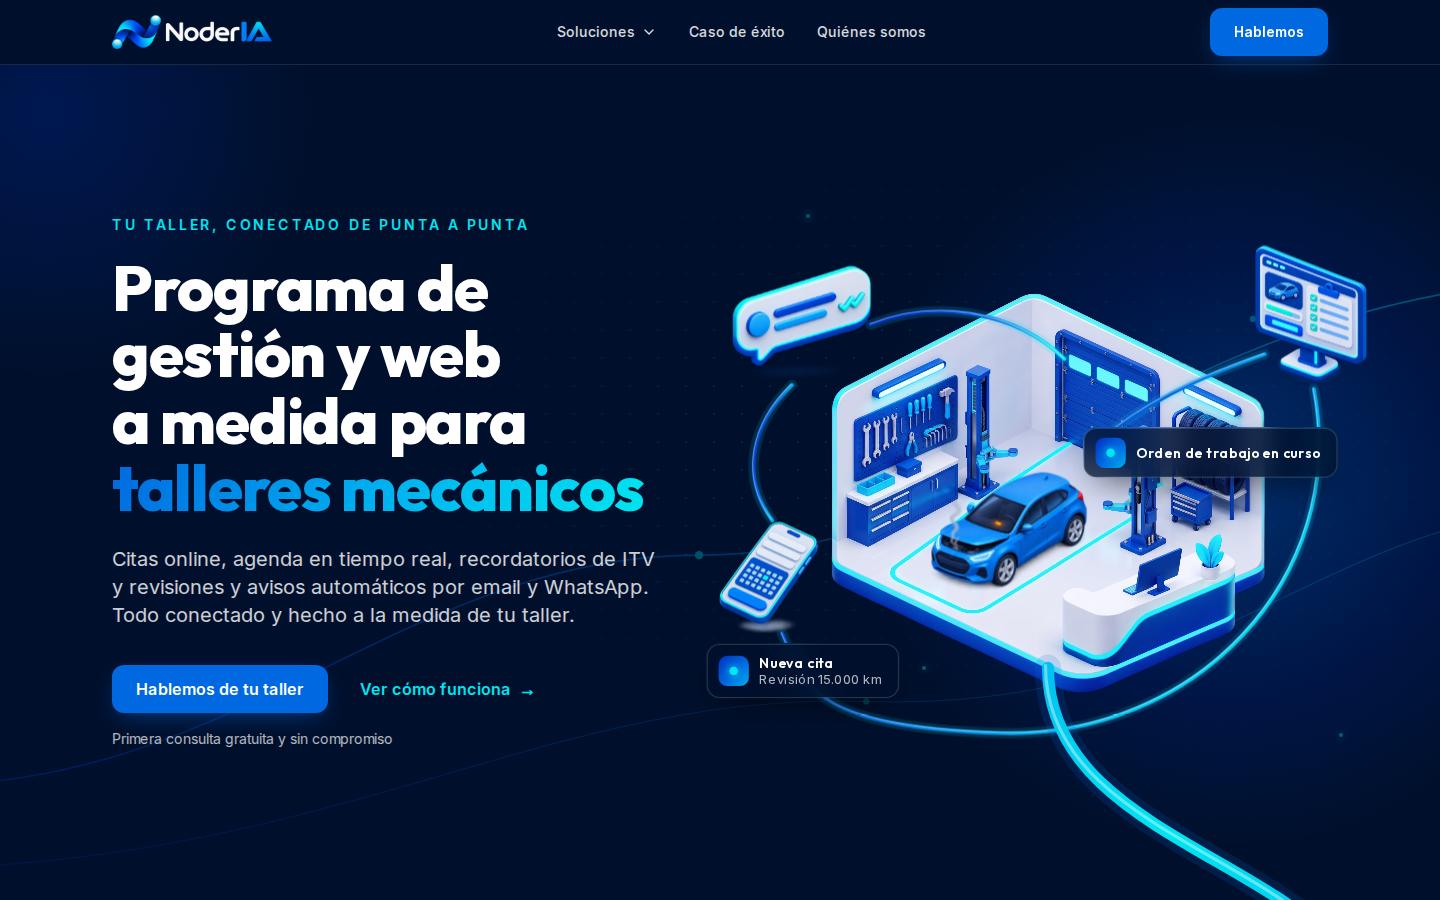 NoderIA
Soluciones
Caso de éxito
Quiénes somos
Hablemos
TU TALLER, CONECTADO DE PUNTA A PUNTA
Programa de
gestión y web
a medida para
talleres mecánicos
Citas online, agenda en tiempo real, recordatorios de ITV
y revisiones y avisos automáticos por email y WhatsApp.
Todo conectado y hecho a la medida de tu taller.
Hablemos de tu taller
Ver cómo funciona →
Primera consulta gratuita y sin compromiso
Orden de trabajo en curso
Nueva cita
Revisión 15.000 km